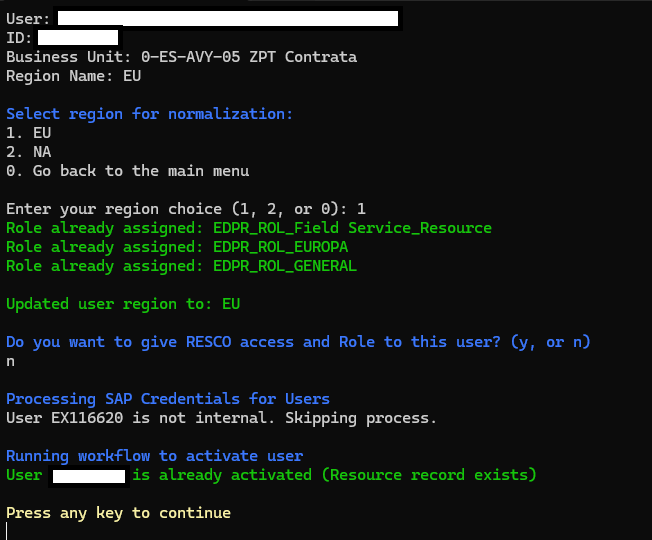 User:
ID:
Business Unit: 0-ES-AVY-05 ZPT Contrata
Region Name: EU
Select region for normalization:
1. EU
2. NA
0. Go back to the main menu
Enter your region choice (1, 2, or 0): 1
Role already assigned: EDPR_ROL_Field Service_Resource
Role already assigned: EDPR_ROL_EUROPA
Role already assigned: EDPR_ROL_GENERAL
Updated user region to: EU
Do you want to give RESCO access and Role to this user? (y, or n)
n
Processing SAP Credentials for Users
User EX116620 is not internal. Skipping process.
Running workflow to activate user
User is already activated (Resource record exists)
Press any key to continue